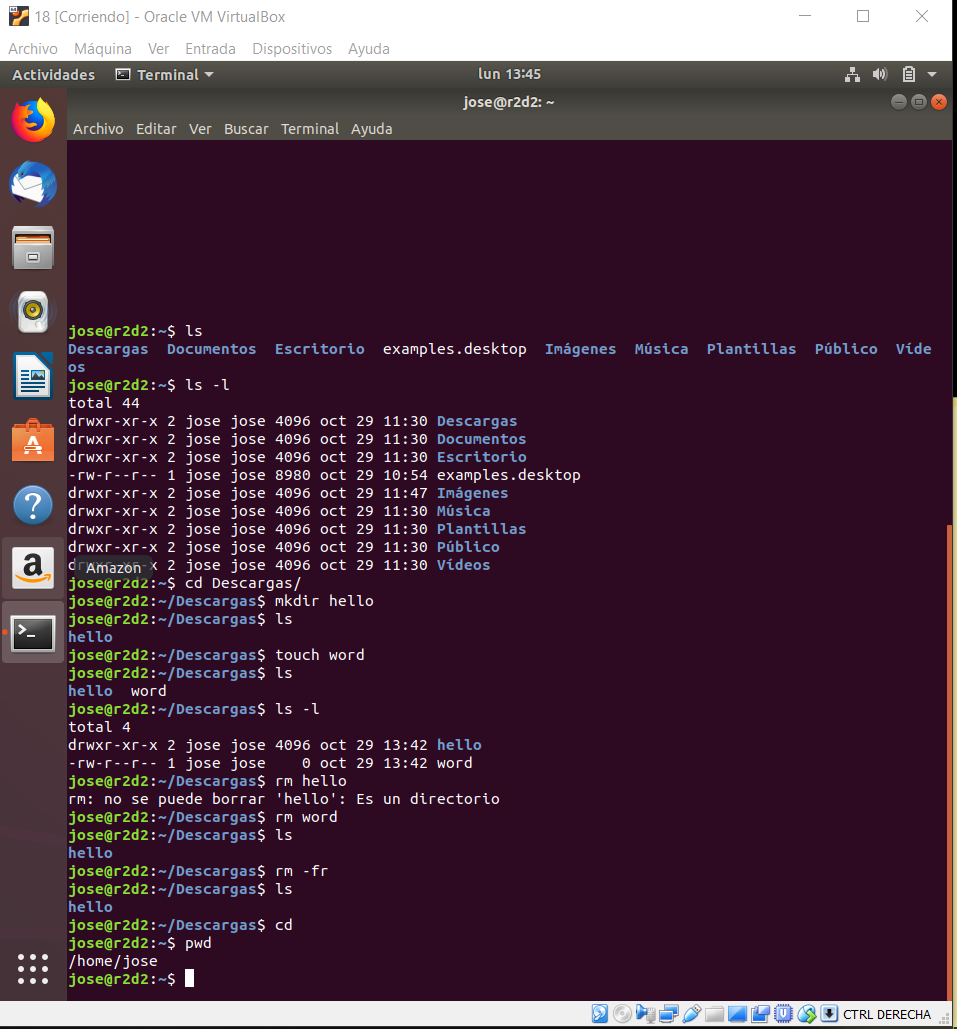 18 [Corriendo] - Oracle VM VirtualBox
Archivo Máquina Ver Entrada Dispositivos Ayuda
Actividades Terminal lun 13:45
jose@r2d2: ~
Archivo Editar Ver Buscar Terminal Ayuda
jose@r2d2:~$ ls
Descargas Documentos Escritorio examples.desktop Imágenes Música Plantillas Público Víde
os
jose@r2d2:~$ ls -l
total 44
drwxr-xr-x 2 jose jose 4096 oct 29 11:30 Descargas
drwxr-xr-x 2 jose jose 4096 oct 29 11:30 Documentos
drwxr-xr-x 2 jose jose 4096 oct 29 11:30 Escritorio
-rw-r--r-- 1 jose jose 8980 oct 29 10:54 examples.desktop
drwxr-xr-x 2 jose jose 4096 oct 29 11:47 Imágenes
drwxr-xr-x 2 jose jose 4096 oct 29 11:30 Música
drwxr-xr-x 2 jose jose 4096 oct 29 11:30 Plantillas
drwxr-xr-x 2 jose jose 4096 oct 29 11:30 Público
drwxr-xr-x 2 jose jose 4096 oct 29 11:30 Vídeos
Amazon
jose@r2d2:~$ cd Descargas/
jose@r2d2:~/Descargas$ mkdir hello
jose@r2d2:~/Descargas$ ls
hello
jose@r2d2:~/Descargas$ touch word
jose@r2d2:~/Descargas$ ls
hello word
jose@r2d2:~/Descargas$ ls -l
total 4
drwxr-xr-x 2 jose jose 4096 oct 29 13:42 hello
-rw-r--r-- 1 jose jose    0 oct 29 13:42 word
jose@r2d2:~/Descargas$ rm hello
rm: no se puede borrar 'hello': Es un directorio
jose@r2d2:~/Descargas$ rm word
jose@r2d2:~/Descargas$ ls
hello
jose@r2d2:~/Descargas$ rm -fr
jose@r2d2:~/Descargas$ ls
hello
jose@r2d2:~/Descargas$ cd
jose@r2d2:~$ pwd
/home/jose
jose@r2d2:~$
CTRL DERECHA